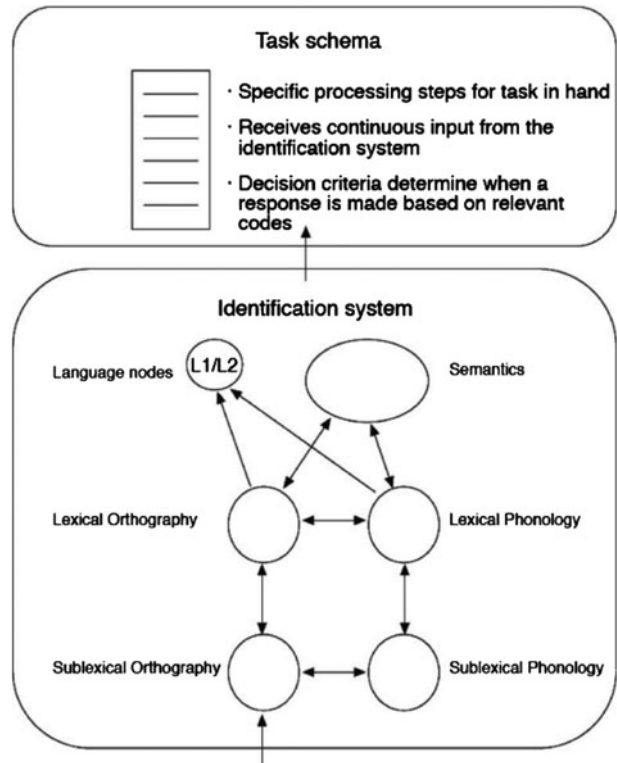 Task schema
· Specific processing steps for task in hand
· Receives continuous input from the
identification system
· Decision criteria determine when a
response is made based on relevant
codes
Identification system
Language nodes
L1/L2
Semantics
Lexical Orthography
Lexical Phonology
Sublexical Orthography
Sublexical Phonology